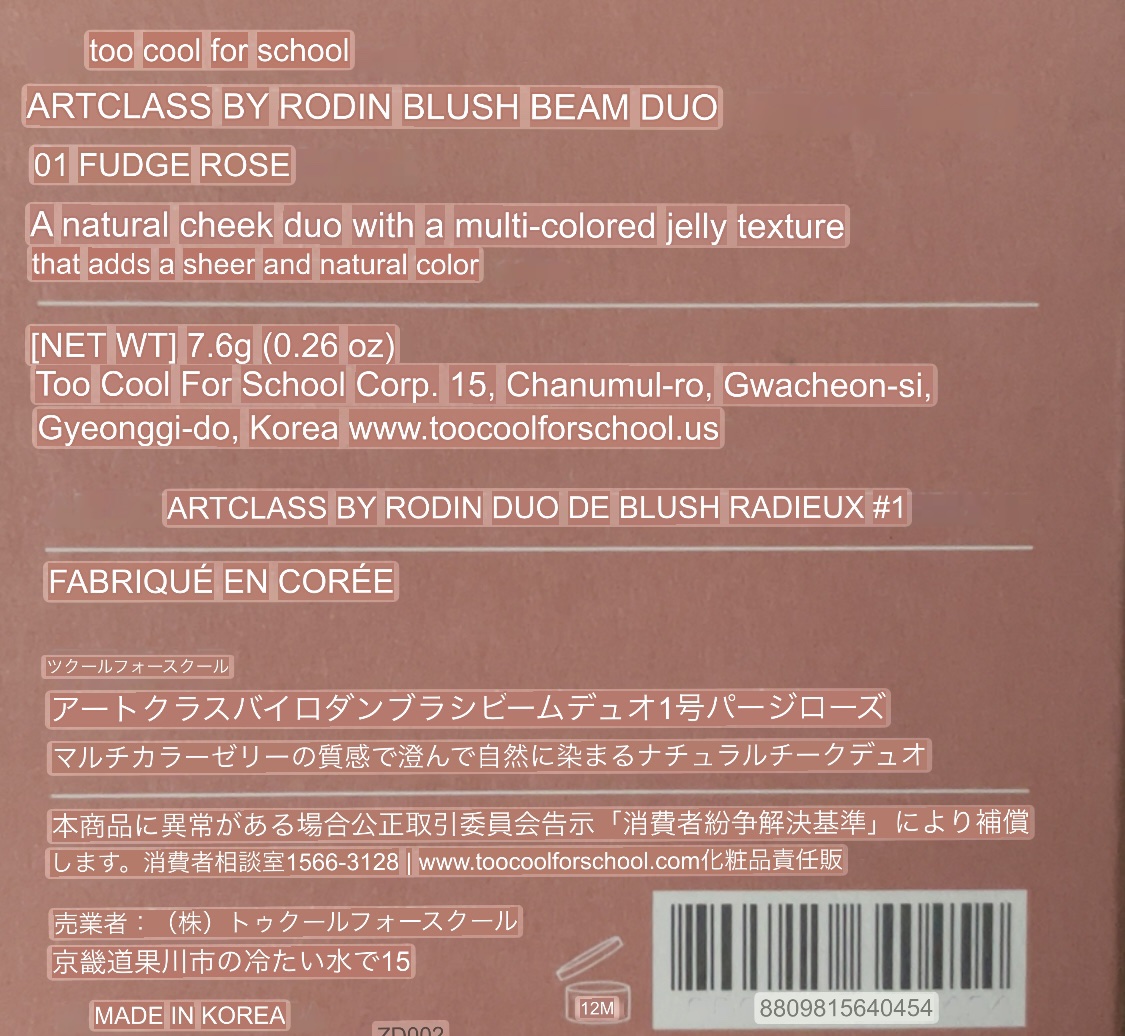 too cool for school
ARTCLASS BY RODIN BLUSH BEAM DUO
01 FUDGE ROSE
A natural cheek duo with a multi-colored jelly texture
that adds a sheer and natural color
[NET WT] 7.6g (0.26 oz)
Too Cool For School Corp. 15, Chanumul-ro, Gwacheon-si,
Gyeonggi-do, Korea www.toocoolforschool.us
ARTCLASS BY RODIN DUO DE BLUSH RADIEUX #1
FABRIQUÉ EN CORÉE
ツクールフォースクール
アートクラスバイロダンブラシビームデュオ1号パージローズ
マルチカラーゼリーの質感で澄んで自然に染まるナチュラルチークデュオ
本商品に異常がある場合公正取引委員会告示「消費者紛争解決基準」により補償
します。消費者相談室1566-3128 | www.toocoolforschool.com化粧品責任販
売業者：（株）トゥクールフォースクール
京畿道果川市の冷たい水で15
12M
8809815640454
MADE IN KOREA
ZD002